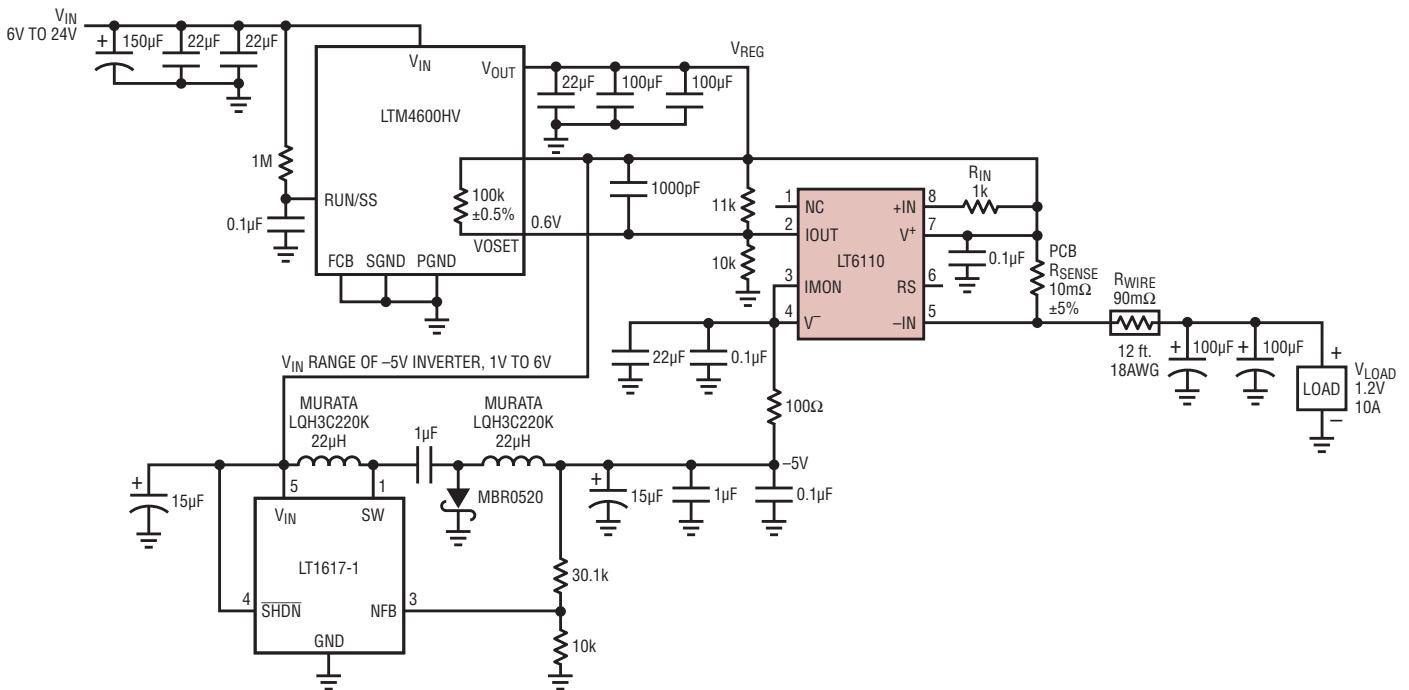 VIN
6V TO 24V
+
150µF
22µF
22µF
VIN
VOUT
LTM4600HV
1M
RUN/SS
0.1µF
100k
±0.5%
0.6V
VOSET
FCB
SGND
PGND
22µF
100µF
100µF
VREG
1000pF
11k
10k
1
NC
2
IOUT
3
IMON
4
V–
LT6110
8
+IN
7
V+
6
RS
5
–IN
RIN
1k
0.1µF
PCB
RSENSE
10mΩ
±5%
RWIRE
90mΩ
12 ft.
18AWG
+
100µF
+
100µF
+
LOAD
–
VLOAD
1.2V
10A
22µF
0.1µF
100Ω
VIN RANGE OF –5V INVERTER, 1V TO 6V
MURATA
LQH3C220K
22µH
1µF
MURATA
LQH3C220K
22µH
–5V
+
15µF
5
1
VIN
SW
MBR0520
+
15µF
1µF
0.1µF
LT1617-1
4
SHDN
NFB
3
GND
30.1k
10k